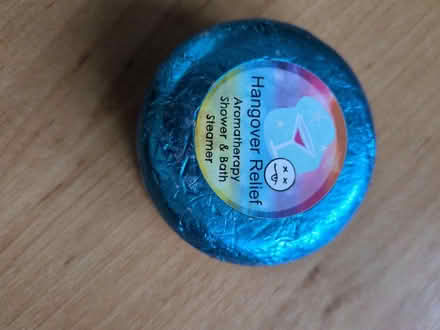 Hangover Relief
Aromatherapy
Shower & Bath
Steamer